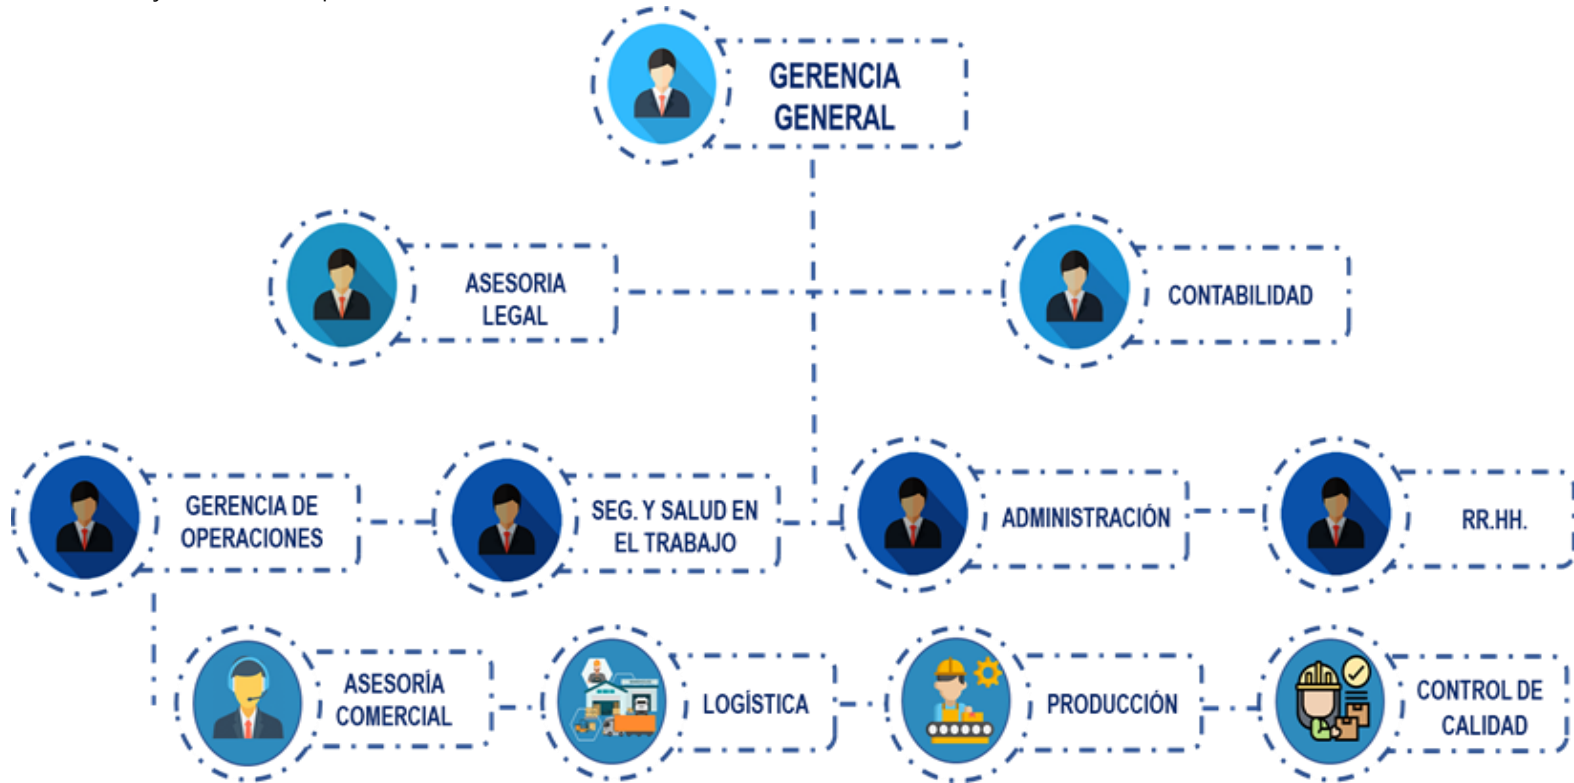 GERENCIA
GENERAL
ASESORIA
LEGAL
CONTABILIDAD
GERENCIA DE
OPERACIONES
SEG. Y SALUD EN
EL TRABAJO
ADMINISTRACIÓN
RR.HH.
ASESORÍA
COMERCIAL
LOGÍSTICA
PRODUCCIÓN
CONTROL DE
CALIDAD